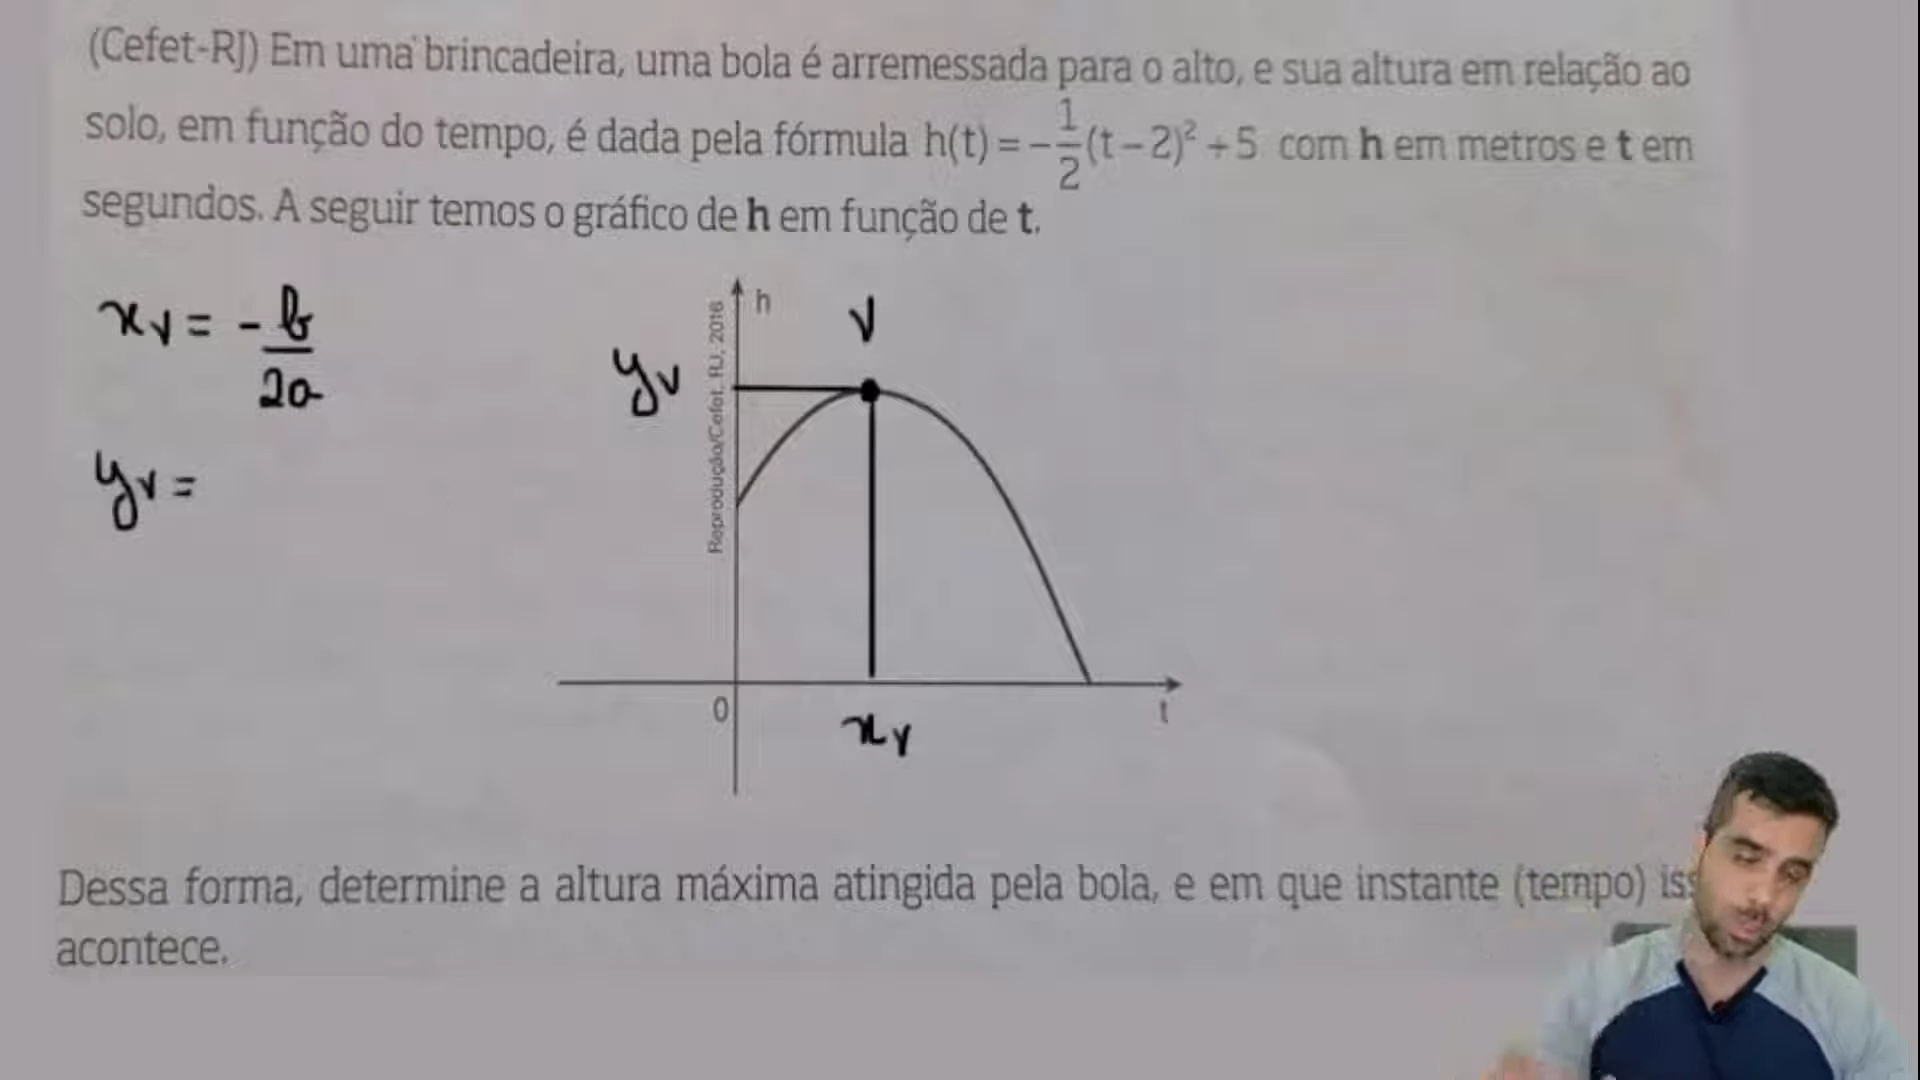 (Cefet-RJ) Em uma brincadeira, uma bola é arremessada para o alto, e sua altura em relação ao
solo, em função do tempo, é dada pela fórmula h(t) = -1/2(t-2)² + 5 com h em metros e t em
segundos. A seguir temos o gráfico de h em função de t.
xv = -b/2a
yv =
h
V
yv
Reprodução/Cefet. RJ, 2016
0
t
xv
Dessa forma, determine a altura máxima atingida pela bola, e em que instante (tempo)
acontece.